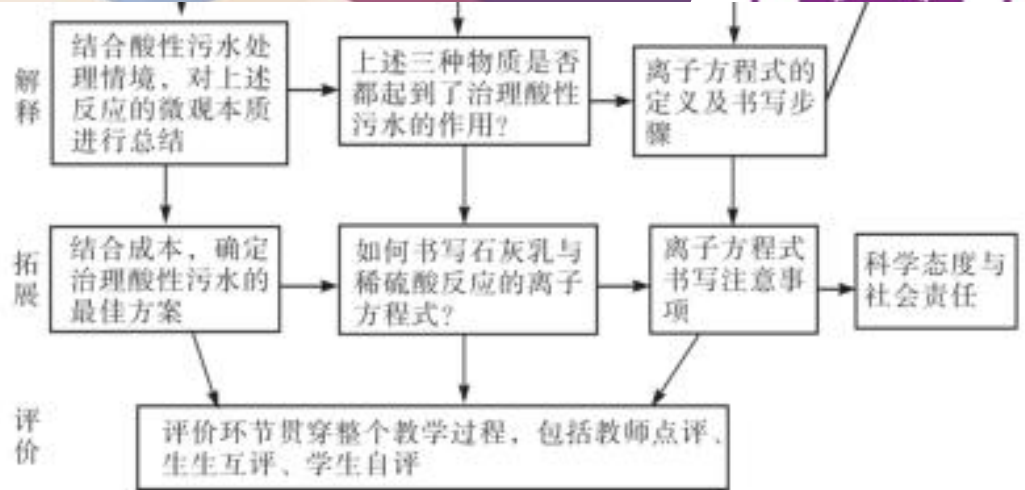 解
释
结合酸性污水处
理情境，对上述
反应的微观本质
进行总结
上述三种物质是否
都起到了治理酸性
污水的作用？
离子方程式的
定义及书写步
骤
拓
展
结合成本，确定
治理酸性污水的
最佳方案
如何书写石灰乳与
稀硫酸反应的离子
方程式？
离子方程式
书写注意事
项
科学态度与
社会责任
评
价
评价环节贯穿整个教学过程，包括教师点评、
生生互评、学生自评